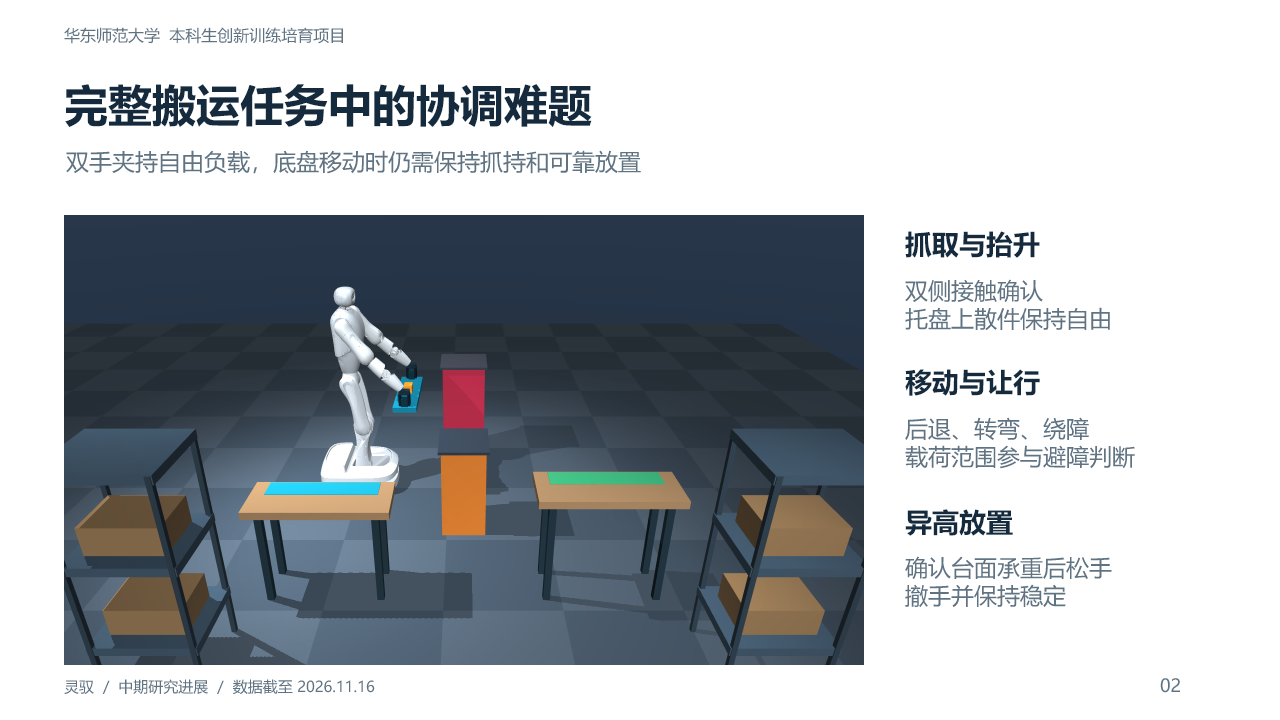 华东师范大学 本科生创新训练培育项目
完整搬运任务中的协调难题
双手夹持自由负载，底盘移动时仍需保持抓持和可靠放置
抓取与抬升
双侧接触确认
托盘上散件保持自由
移动与让行
后退、转弯、绕障
载荷范围参与避障判断
异高放置
确认台面承重后松手
撤手并保持稳定
灵驭 / 中期研究进展 / 数据截至 2026.11.16
02